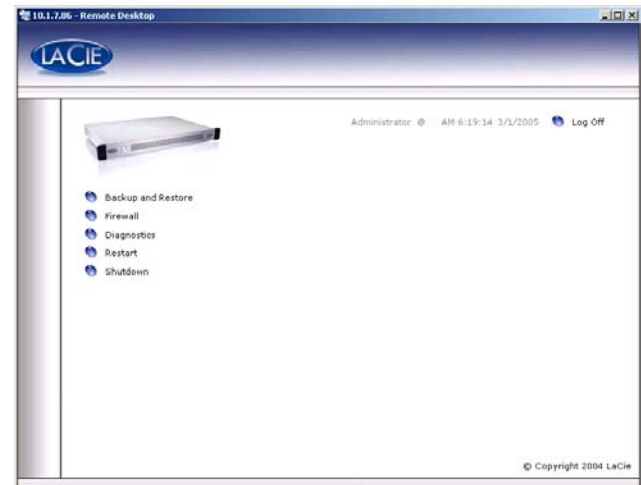 10.1.7.86 - Remote Desktop
LACIE
Administrator @ AM 6:19:14 3/1/2005 Log Off
Backup and Restore
Firewall
Diagnostics
Restart
Shutdown
© Copyright 2004 LaCie